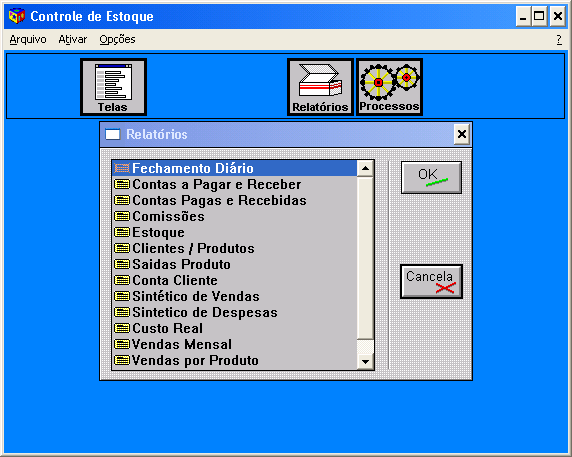 Controle de Estoque
Arquivo Ativar Opções ?
Telas Relatórios Processos
Relatórios
Fechamento Diário
Contas a Pagar e Receber
Contas Pagas e Recebidas
Comissões
Estoque
Clientes / Produtos
Saidas Produto
Conta Cliente
Sintético de Vendas
Sintetico de Despesas
Custo Real
Vendas Mensal
Vendas por Produto
OK
Cancela